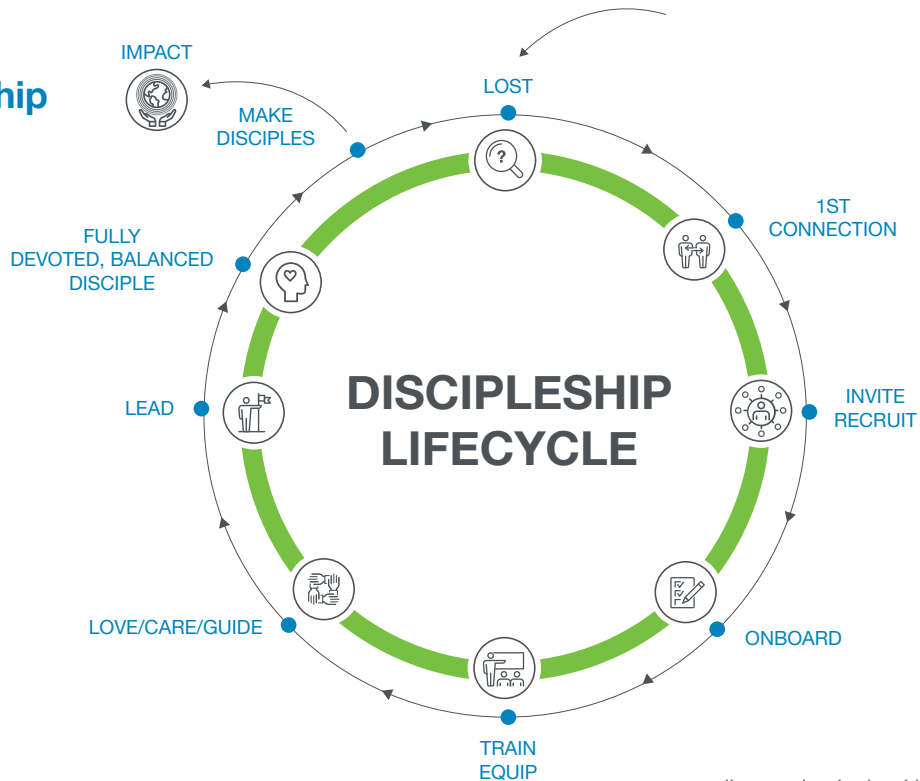 hip
IMPACT
LOST
MAKE
DISCIPLES
1ST
CONNECTION
FULLY
DEVOTED, BALANCED
DISCIPLE
?
DISCIPLESHIP
LIFECYCLE
LEAD
INVITE
RECRUIT
LOVE/CARE/GUIDE
ONBOARD
TRAIN
EQUIP